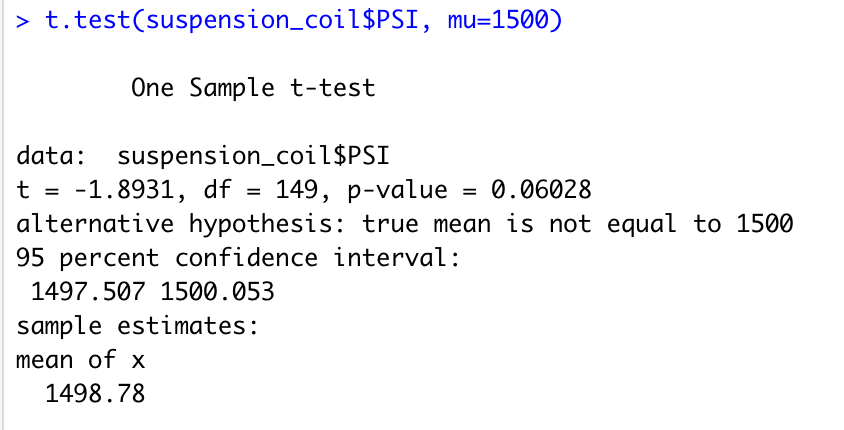 > t.test(suspension_coil$PSI, mu=1500)
One Sample t-test
data:  suspension_coil$PSI
t = -1.8931, df = 149, p-value = 0.06028
alternative hypothesis: true mean is not equal to 1500
95 percent confidence interval:
 1497.507 1500.053
sample estimates:
mean of x
  1498.78